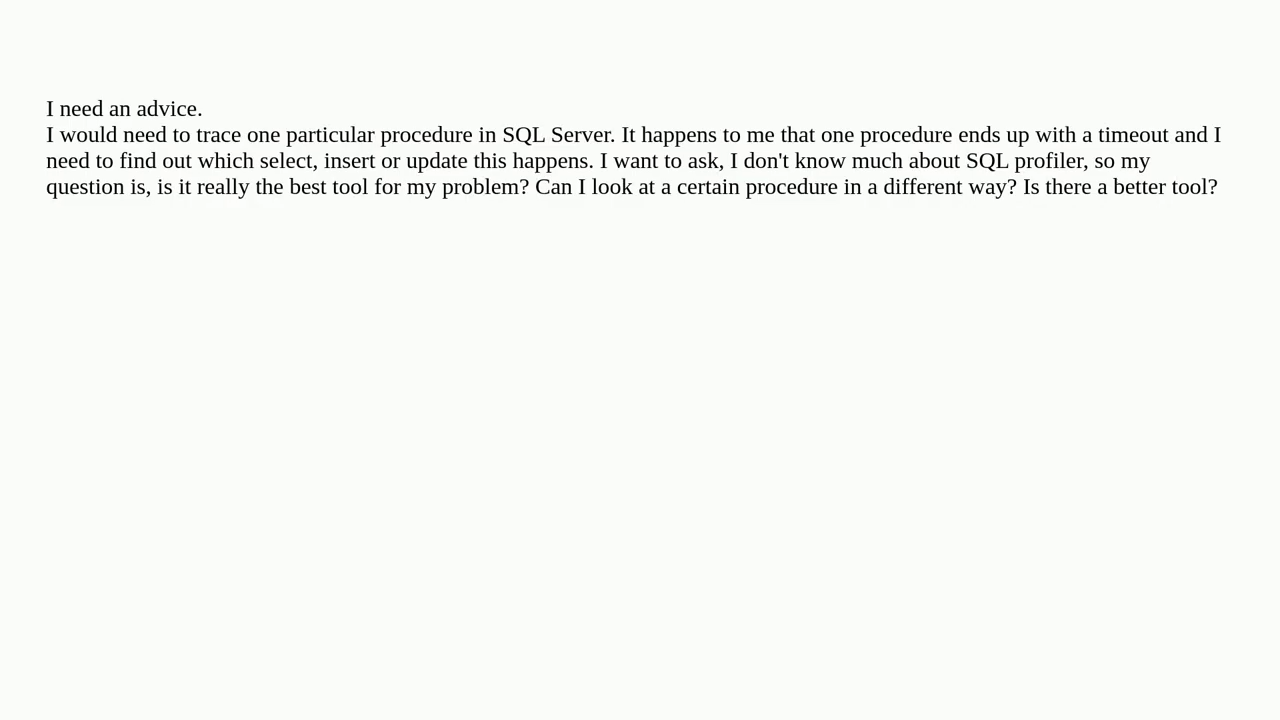 I need an advice.
I would need to trace one particular procedure in SQL Server. It happens to me that one procedure ends up with a timeout and I
need to find out which select, insert or update this happens. I want to ask, I don't know much about SQL profiler, so my
question is, is it really the best tool for my problem? Can I look at a certain procedure in a different way? Is there a better tool?